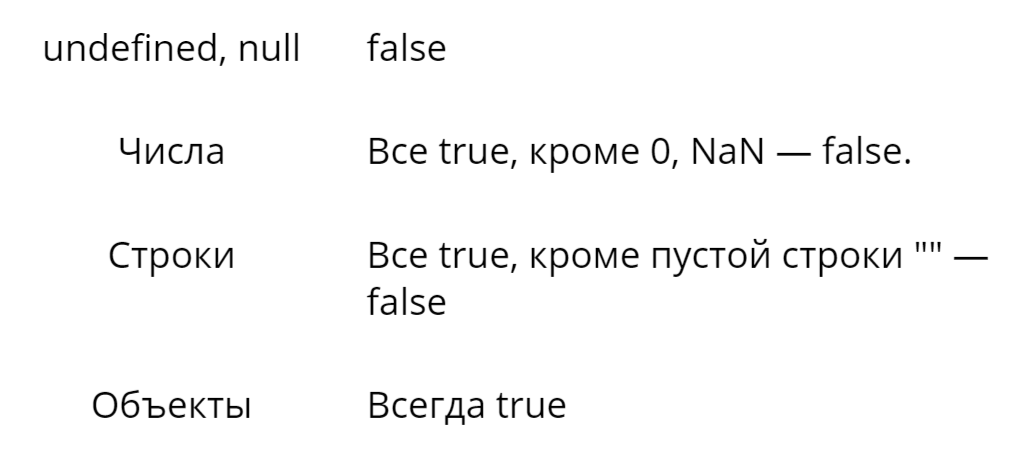 undefined, null false
Числа Все true, кроме 0, NaN — false.
Строки Все true, кроме пустой строки "" —
false
Объекты Всегда true